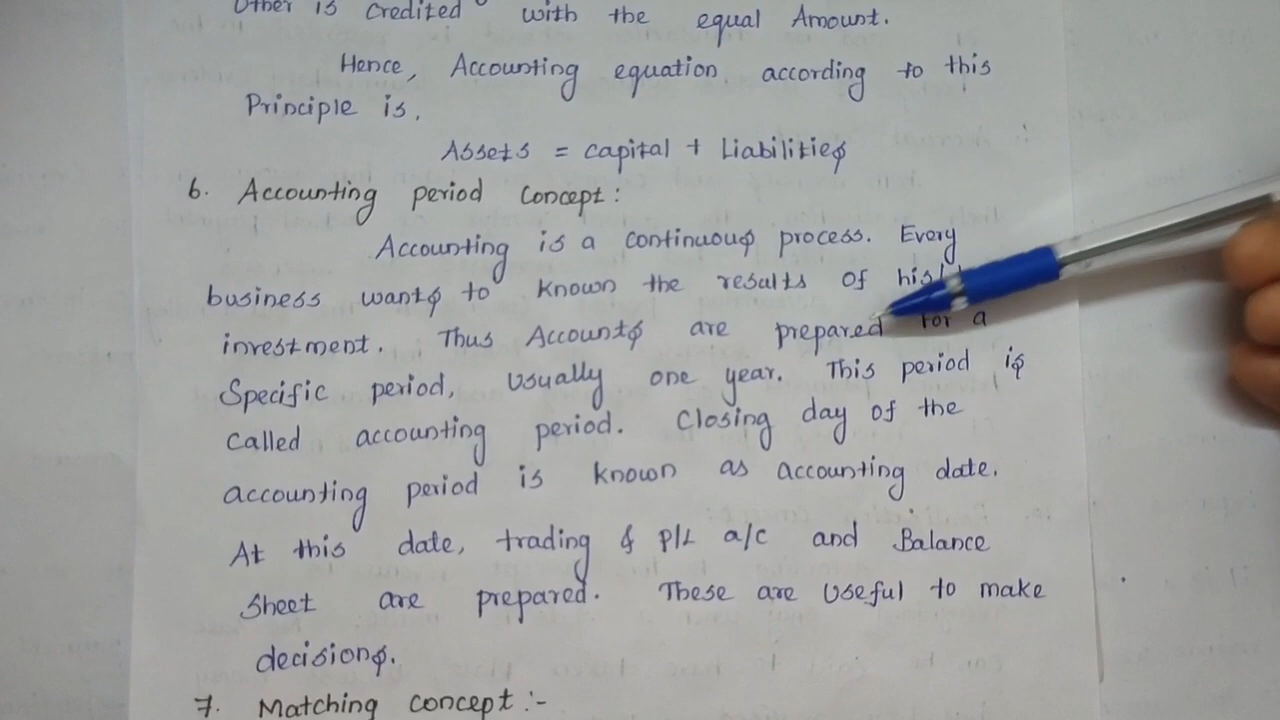 Other is Credited with the equal Amount.
Hence, Accounting equation according to this
Principle is.
Assets = capital + Liabilities
6. Accounting period Concept:
Accounting is a continuous process. Every
business wants to known the results of his
investment. Thus Accounts are prepared for a
Specific period, usually one year. This period is
called accounting period. Closing day of the
accounting period is known as accounting date.
At this date, trading & P/L a/c and Balance
Sheet are prepared. These are useful to make
decisions.
7. Matching concept:-